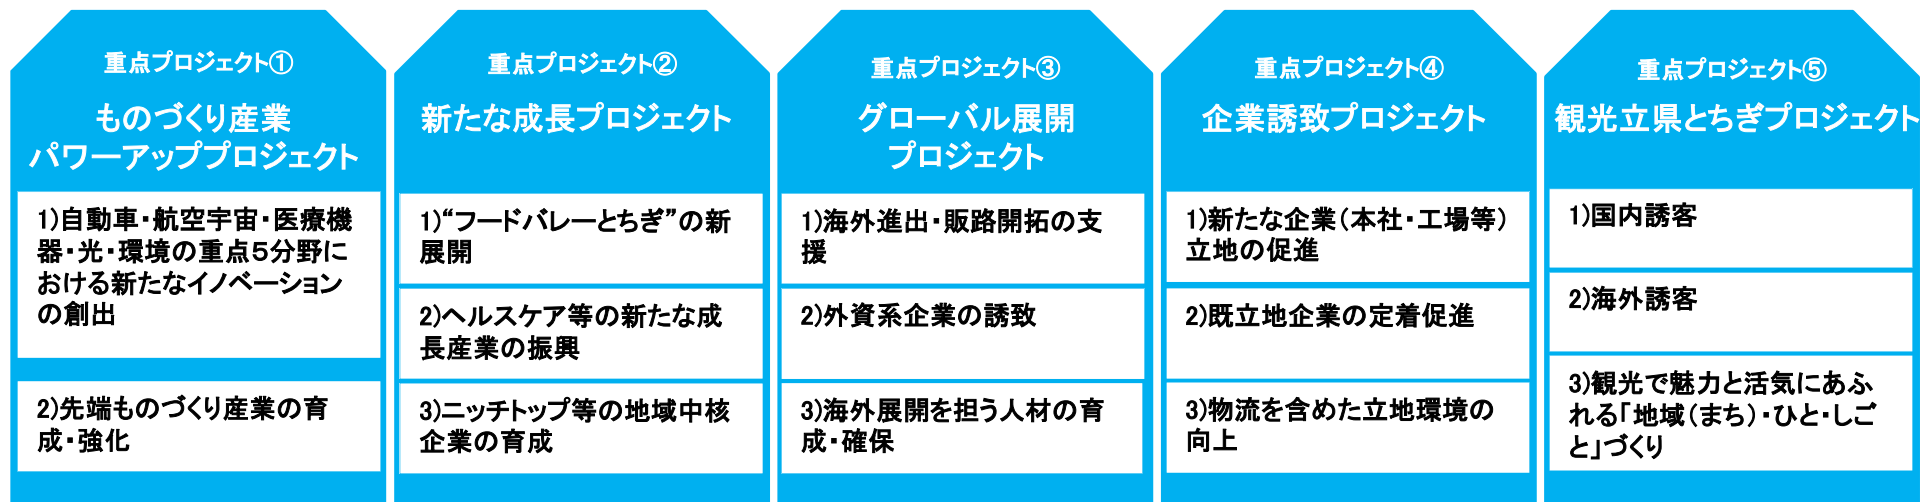 重点プロジェクト①
ものづくり産業
パワーアッププロジェクト
1)自動車・航空宇宙・医療機
器・光・環境の重点5分野に
おける新たなイノベーション
の創出
2)先端ものづくり産業の育
成・強化
重点プロジェクト②
新たな成長プロジェクト
1)“フードバレーとちぎ”の新
展開
2)ヘルスケア等の新たな成
長産業の振興
3)ニッチトップ等の地域中核
企業の育成
重点プロジェクト③
グローバル展開
プロジェクト
1)海外進出・販路開拓の支
援
2)外資系企業の誘致
3)海外展開を担う人材の育
成・確保
重点プロジェクト④
企業誘致プロジェクト
1)新たな企業(本社・工場等)
立地の促進
2)既立地企業の定着促進
3)物流を含めた立地環境の
向上
重点プロジェクト⑤
観光立県とちぎプロジェクト
1)国内誘客
2)海外誘客
3)観光で魅力と活気にあふ
れる「地域(まち)・ひと・しご
と」づくり